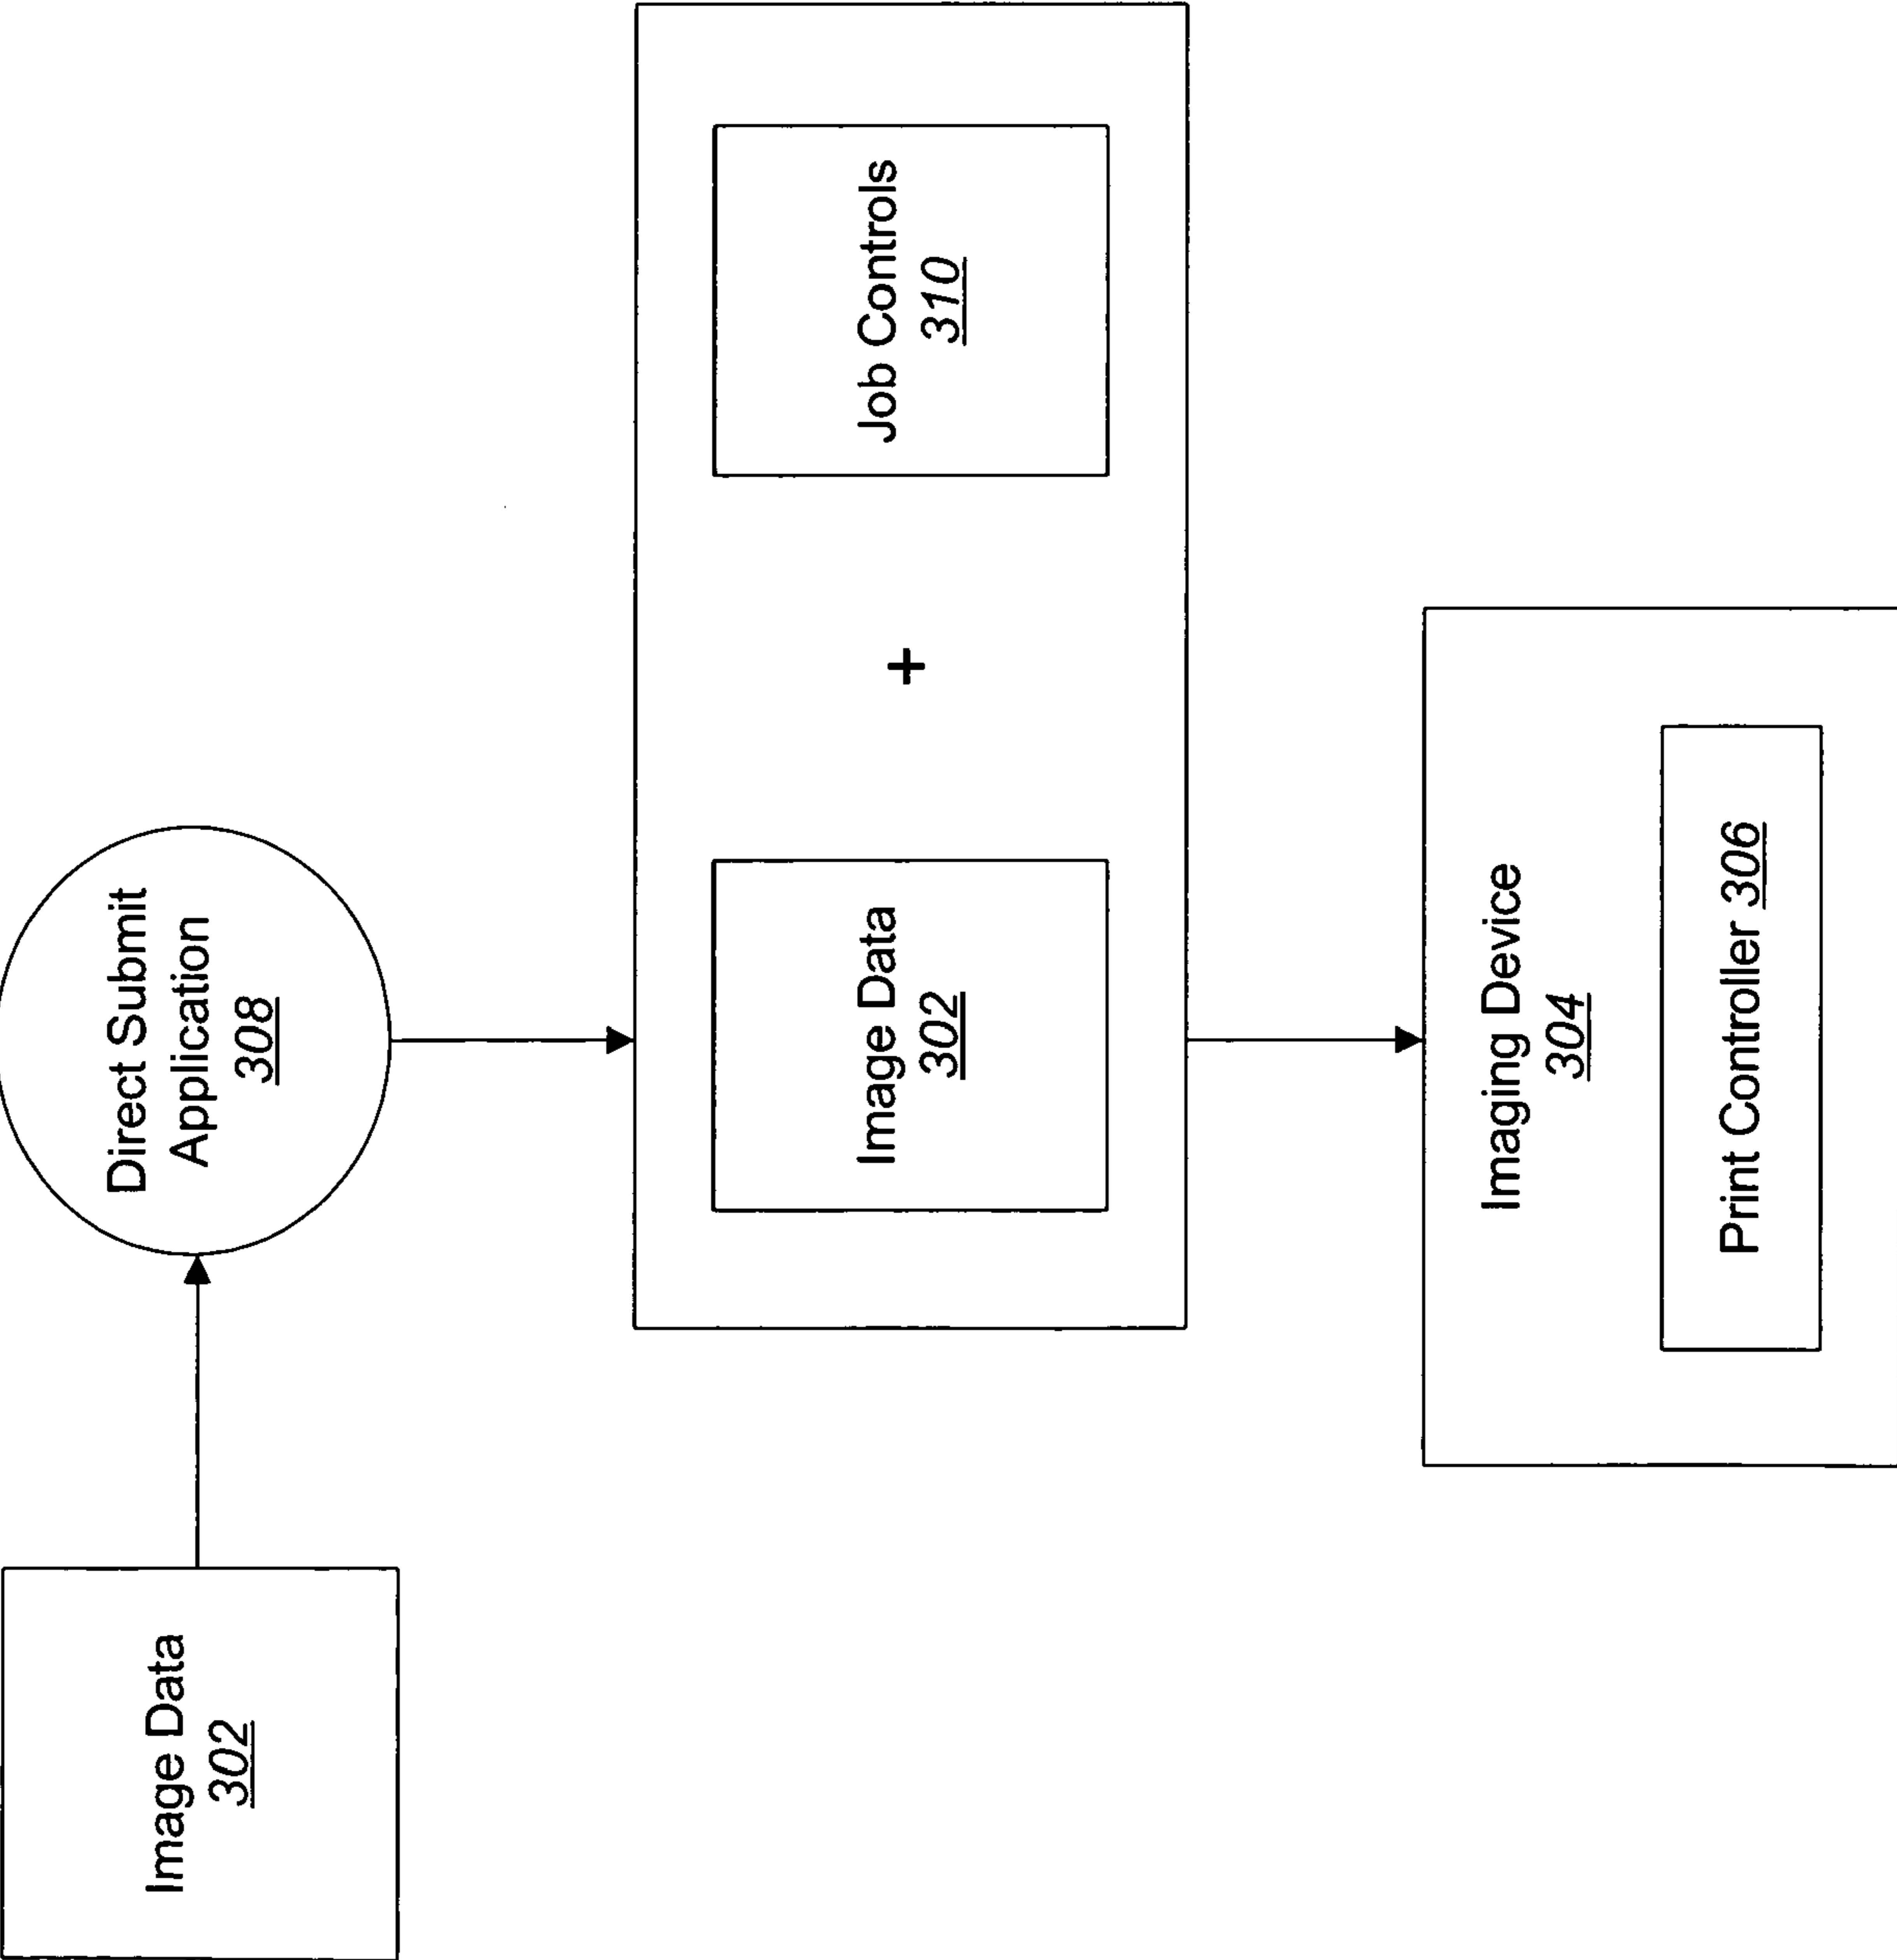 Image Data
302
Direct Submit
Application
308
Image Data
302
+
Job Controls
310
Imaging Device
304
Print Controller 306